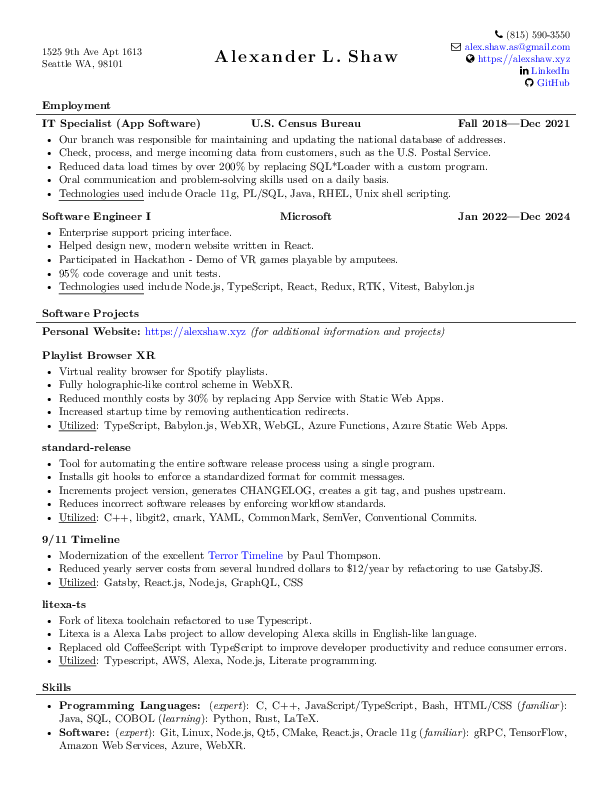 1525 9th Ave Apt 1613
Seattle WA, 98101
Alexander L. Shaw
(815) 590-3550
alex.shaw.as@gmail.com
https://alexshaw.xyz
LinkedIn
GitHub
Employment
IT Specialist (App Software) U.S. Census Bureau Fall 2018—Dec 2021
• Our branch was responsible for maintaining and updating the national database of addresses.
• Check, process, and merge incoming data from customers, such as the U.S. Postal Service.
• Reduced data load times by over 200% by replacing SQL*Loader with a custom program.
• Oral communication and problem-solving skills used on a daily basis.
• Technologies used include Oracle 11g, PL/SQL, Java, RHEL, Unix shell scripting.
Software Engineer I Microsoft Jan 2022—Dec 2024
• Enterprise support pricing interface.
• Helped design new, modern website written in React.
• Participated in Hackathon - Demo of VR games playable by amputees.
• 95% code coverage and unit tests.
• Technologies used include Node.js, TypeScript, React, Redux, RTK, Vitest, Babylon.js
Software Projects
Personal Website: https://alexshaw.xyz (for additional information and projects)
Playlist Browser XR
• Virtual reality browser for Spotify playlists.
• Fully holographic-like control scheme in WebXR.
• Reduced monthly costs by 30% by replacing App Service with Static Web Apps.
• Increased startup time by removing authentication redirects.
• Utilized: TypeScript, Babylon.js, WebXR, WebGL, Azure Functions, Azure Static Web Apps.
standard-release
• Tool for automating the entire software release process using a single program.
• Installs git hooks to enforce a standardized format for commit messages.
• Increments project version, generates CHANGELOG, creates a git tag, and pushes upstream.
• Reduces incorrect software releases by enforcing workflow standards.
• Utilized: C++, libgit2, cmark, YAML, CommonMark, SemVer, Conventional Commits.
9/11 Timeline
• Modernization of the excellent Terror Timeline by Paul Thompson.
• Reduced yearly server costs from several hundred dollars to $12/year by refactoring to use GatsbyJS.
• Utilized: Gatsby, React.js, Node.js, GraphQL, CSS
litexa-ts
• Fork of litexa toolchain refactored to use Typescript.
• Litexa is a Alexa Labs project to allow developing Alexa skills in English-like language.
• Replaced old CoffeeScript with TypeScript to improve developer productivity and reduce consumer errors.
• Utilized: Typescript, AWS, Alexa, Node.js, Literate programming.
Skills
• Programming Languages: (expert): C, C++, JavaScript/TypeScript, Bash, HTML/CSS (familiar):
Java, SQL, COBOL (learning): Python, Rust, LaTeX.
• Software: (expert): Git, Linux, Node.js, Qt5, CMake, React.js, Oracle 11g (familiar): gRPC, TensorFlow,
Amazon Web Services, Azure, WebXR.